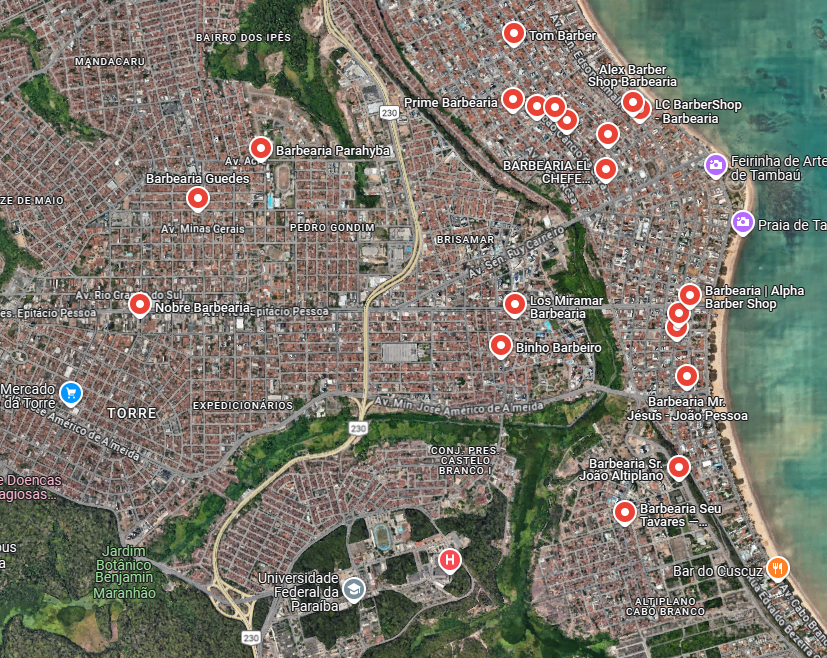 BAIRRO DOS IPÊS
Tom Barber
MANDACARU
Alex Barber
Shop Barbearia
230
Prime Barbearia
LC BarberShop
- Barbearia
Barbearia Parahyba
Barbearia Guedes
BARBEARIA EL
CHEFE...
Feirinha de Arte
de Tambaú
ZE DE MAIO
Av. Minas Gerais
PEDRO GONDIM
BRISAMAR
Av. Sen. Ruy Carneiro
Praia de Ta
Av. Rio Grande do Sul
es. Epitácio Pessoa
Nobre Barbearia
Epitácio Pessoa
Los Miramar
Barbearia
Barbearia | Alpha
Barber Shop
Binho Barbeiro
Mercado
da Torre
TORRE
EXPEDICIONÁRIOS
Av. Min. José Américo de Almeida
e Américo de Almeida
230
Barbearia Mr.
Jesus - João Pessoa
CONJ. PRES.
CASTELO
BRANCO I
Barbearia Sr.
João Altiplano
e Doencas
agiosas...
Barbearia Seu
Tavares —...
Jardim
Botânico
Benjamim
Maranhão
H
Universidade
Federal da
Paraíba
Bar do Cuscuz
ALTIPLANO
CABO BRANCO
230